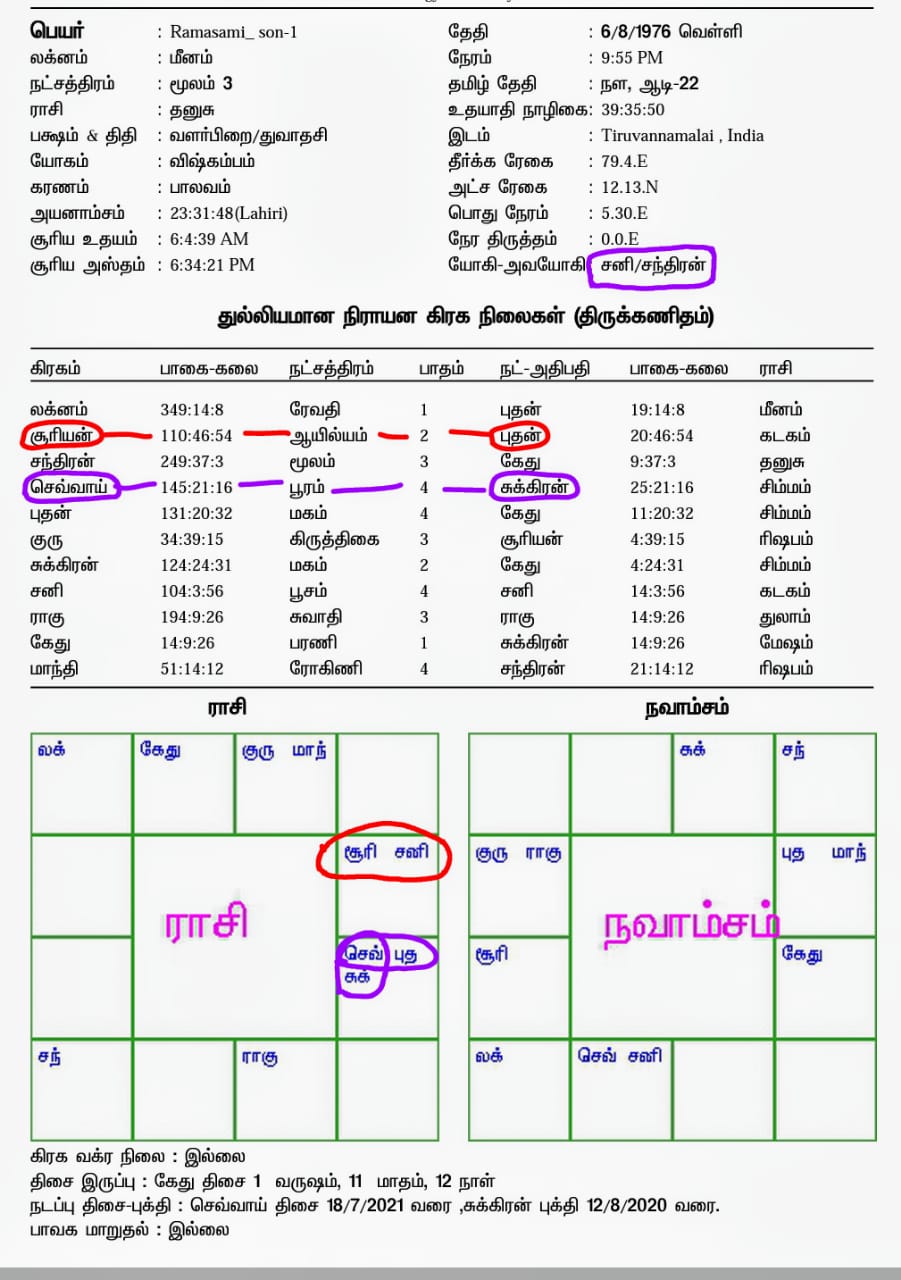 பெயர் : Ramasami_ son-1 தேதி : 6/8/1976 வெள்ளி
லக்னம் : மீனம் நேரம் : 9:55 PM
நட்சத்திரம் : மூலம் 3 தமிழ் தேதி : நள, ஆடி-22
ராசி : தனுசு உதயாதி நாழிகை: 39:35:50
பக்ஷம் & திதி : வளர்பிறை/துவாதசி இடம் : Tiruvannamalai , India
யோகம் : விஷ்கம்பம் தீர்க்க ரேகை : 79.4.E
கரணம் : பாலவம் அட்ச ரேகை : 12.13.N
அயனாம்சம் : 23:31:48(Lahiri) பொது நேரம் : 5.30.E
சூரிய உதயம் : 6:4:39 AM நேர திருத்தம் : 0.0.E
சூரிய அஸ்தம் : 6:34:21 PM யோகி-அவயோகி: சனி/சந்திரன்
துல்லியமான நிராயன கிரக நிலைகள் (திருக்கணிதம்)
கிரகம் பாகை-கலை நட்சத்திரம் பாதம் நட்-அதிபதி பாகை-கலை ராசி
லக்னம் 349:14:8 ரேவதி 1 புதன் 19:14:8 மீனம்
சூரியன் 110:46:54 ஆயில்யம் 2 புதன் 20:46:54 கடகம்
சந்திரன் 249:37:3 மூலம் 3 கேது 9:37:3 தனுசு
செவ்வாய் 145:21:16 பூரம் 4 சுக்கிரன் 25:21:16 சிம்மம்
புதன் 131:20:32 மகம் 4 கேது 11:20:32 சிம்மம்
குரு 34:39:15 கிருத்திகை 3 சூரியன் 4:39:15 ரிஷபம்
சுக்கிரன் 124:24:31 மகம் 2 கேது 4:24:31 சிம்மம்
சனி 104:3:56 பூசம் 4 சனி 14:3:56 கடகம்
ராகு 194:9:26 சுவாதி 3 ராகு 14:9:26 துலாம்
கேது 14:9:26 பரணி 1 சுக்கிரன் 14:9:26 மேஷம்
மாந்தி 51:14:12 ரோகிணி 4 சந்திரன் 21:14:12 ரிஷபம்
ராசி நவாம்சம்
லக் கேது குரு மாந் சுக் சந்
சூரி சனி குரு ராகு புத மாந்
ராசி நவாம்சம்
செவ் புத சூரி கேது
சுக்
சந் ராகு லக் செவ் சனி
கிரக வக்ர நிலை : இல்லை
திசை இருப்பு : கேது திசை 1 வருஷம், 11 மாதம், 12 நாள்
நடப்பு திசை-புக்தி : செவ்வாய் திசை 18/7/2021 வரை ,சுக்கிரன் புக்தி 12/8/2020 வரை.
பாவக மாறுதல் : இல்லை